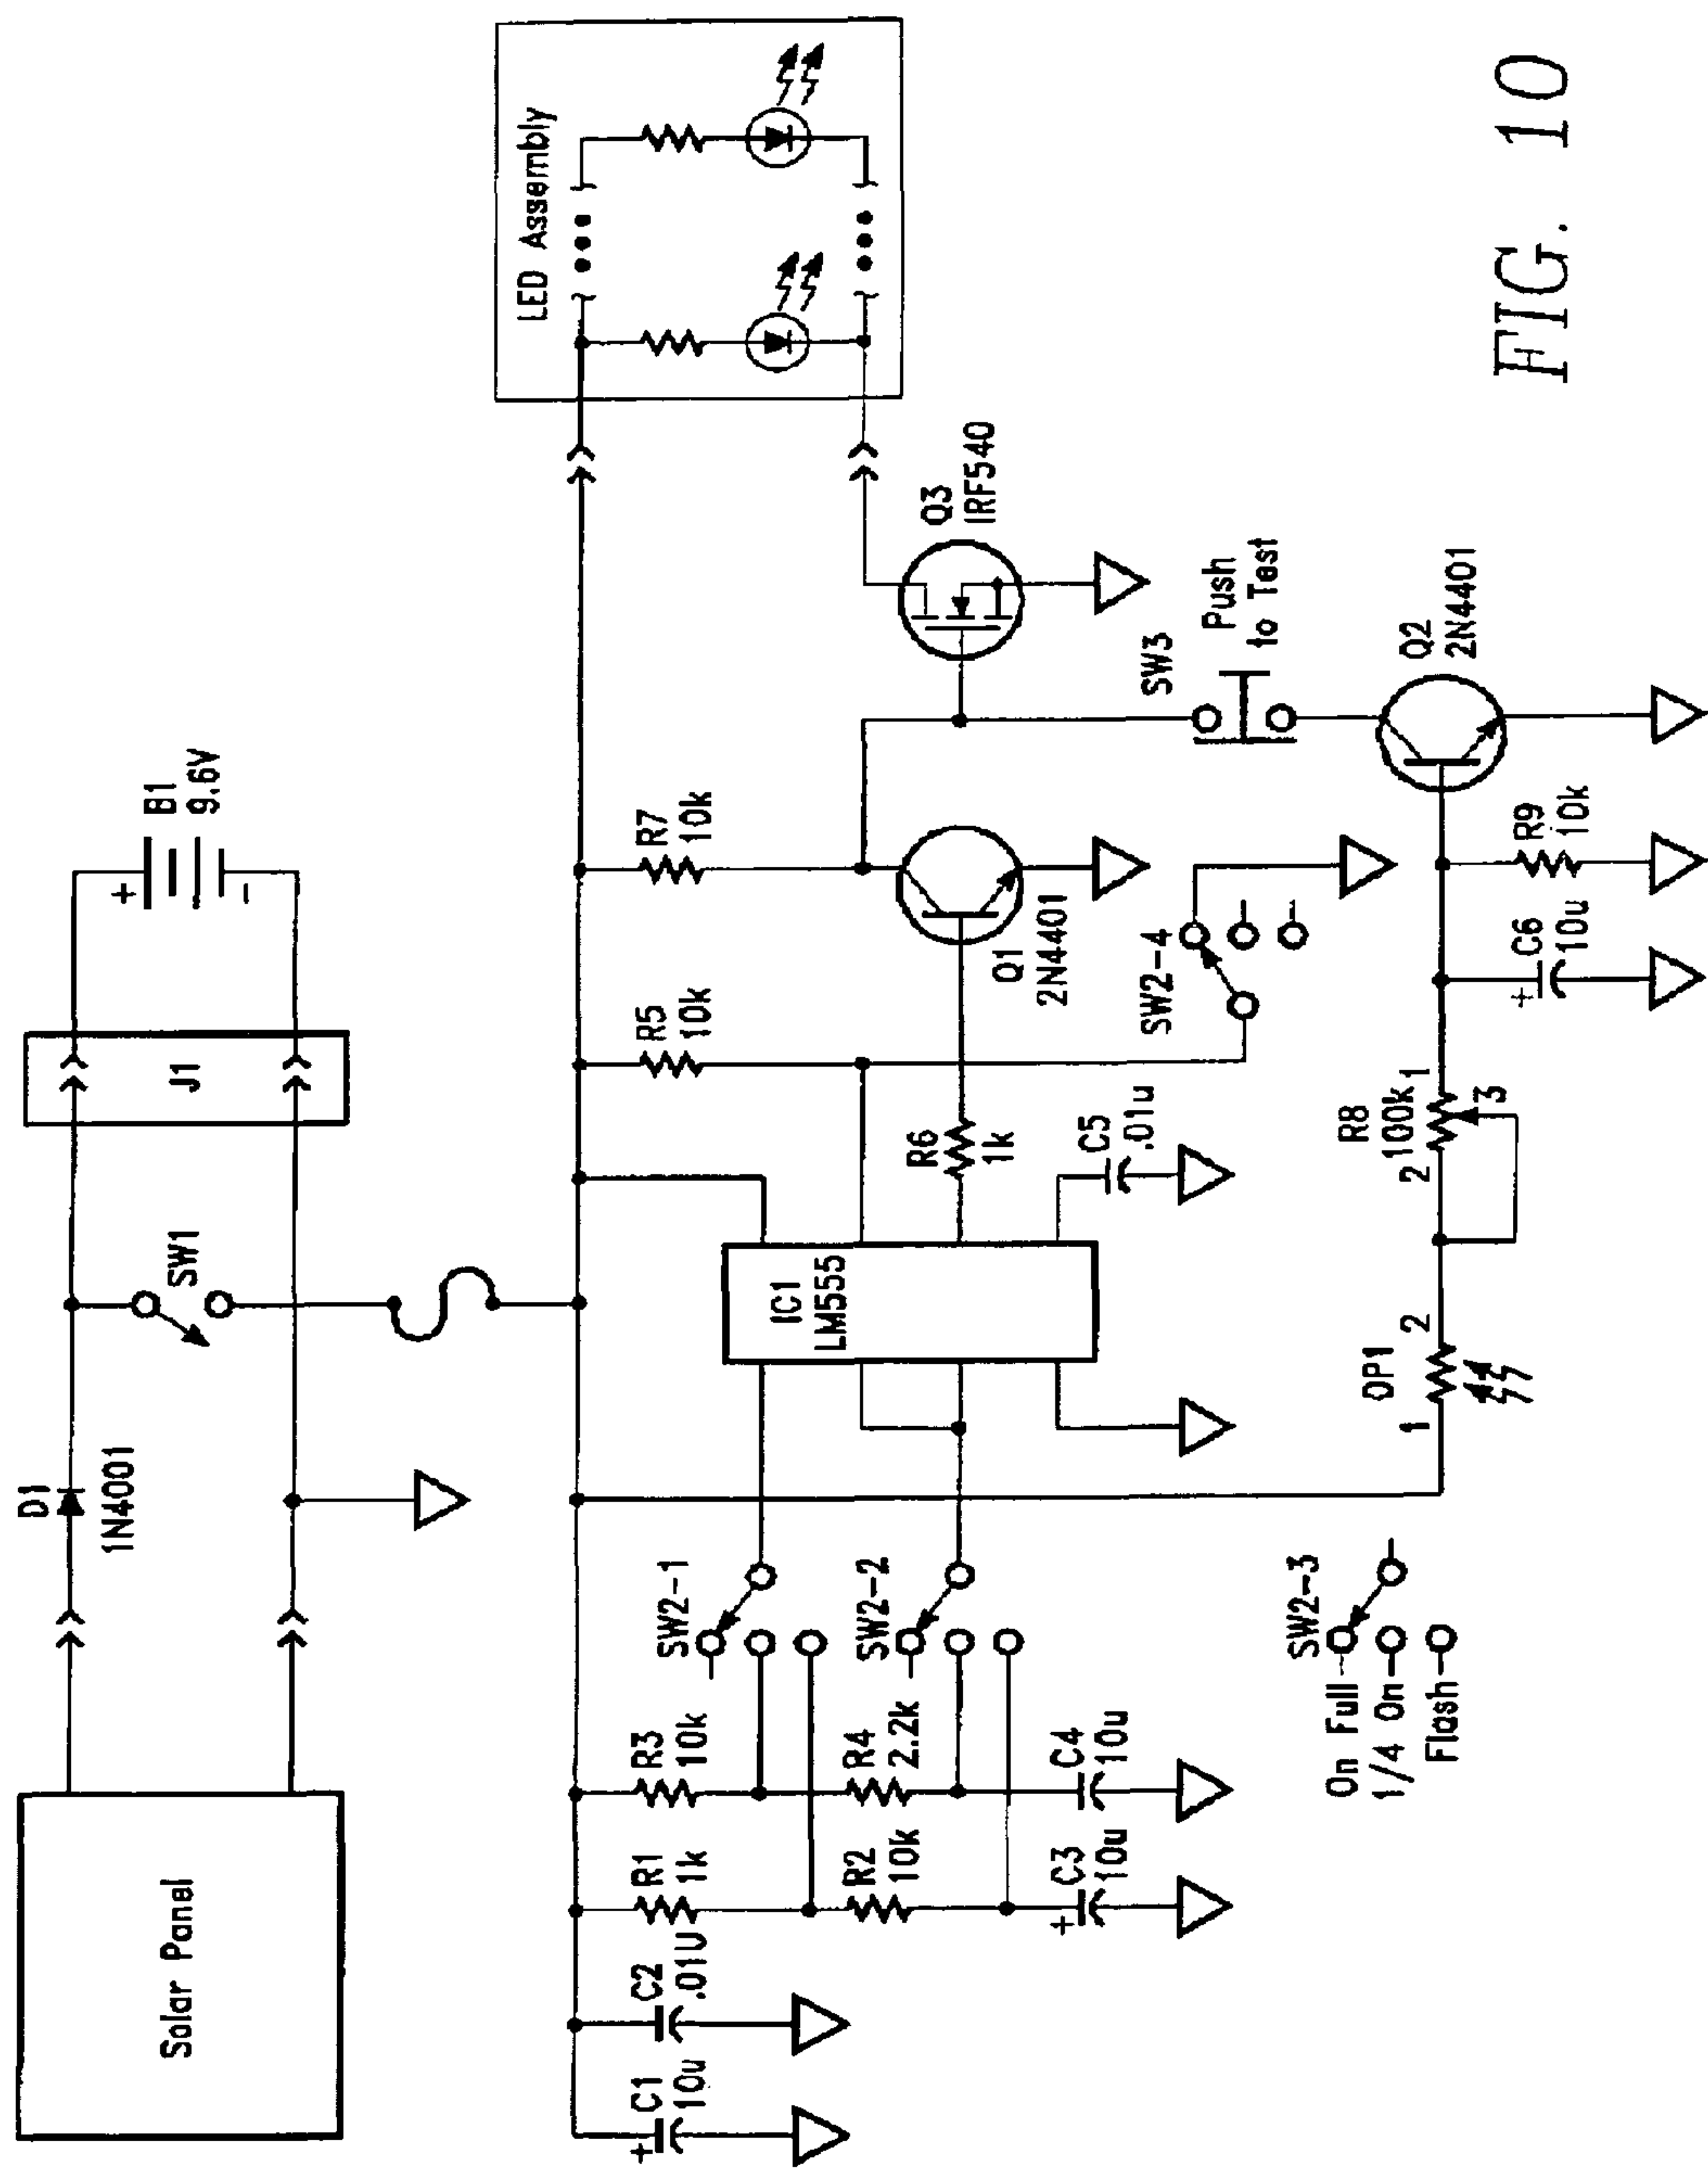 Solar Panel
D1
1N4001
SW1
J1
B1
9.6V
+
-
LED Assembly
+
C1
10u
C2
.01U
R1
1k
R3
10k
R2
10k
R4
2.2k
+
C3
10u
C4
10u
SW2-1
SW2-2
IC1
LM555
R5
10k
R7
10k
R6
1k
C5
.01u
Q1
2N4401
Q3
IRF540
SW2-4
SW3
Push
to Test
SW2-3
On Full
1/4 On
Flash
OP1
1
2
R8
100k
2
1
3
+
C6
10u
R9
10k
Q2
2N4401
FIG. 10